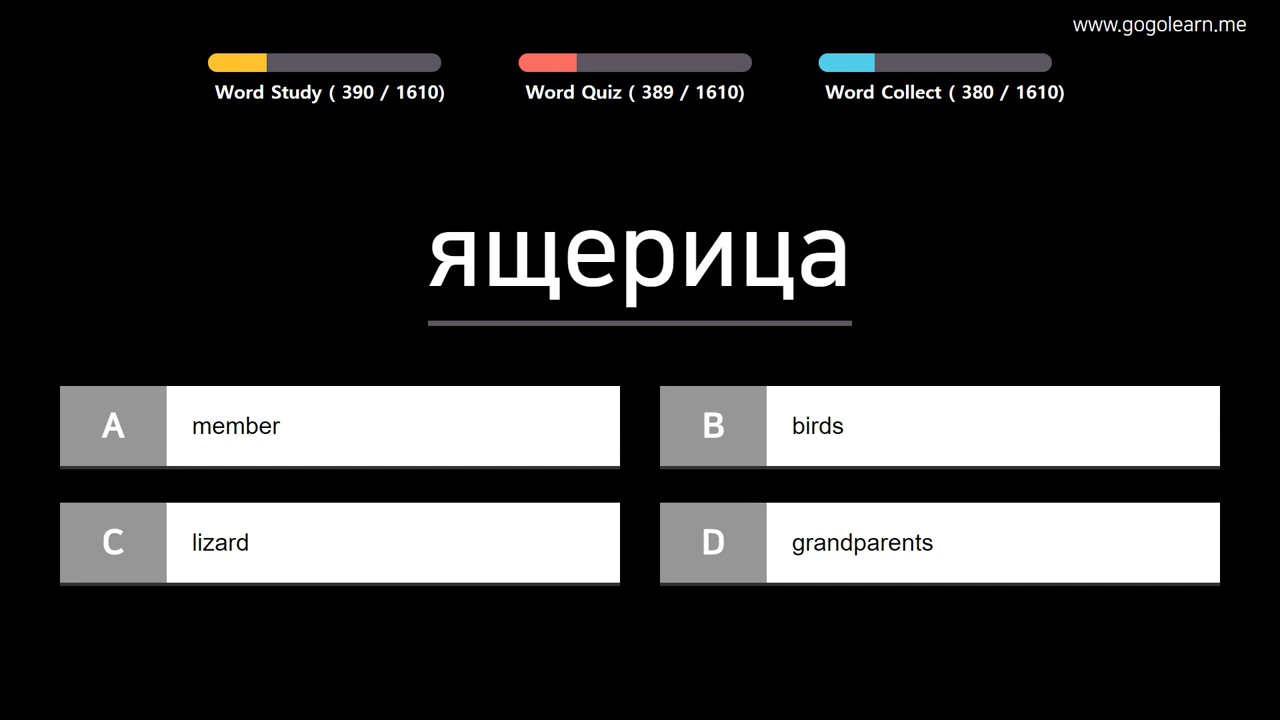 www.gogolearn.me
Word Study ( 390 / 1610)
Word Quiz ( 389 / 1610)
Word Collect ( 380 / 1610)
ящерица
A member
B birds
C lizard
D grandparents